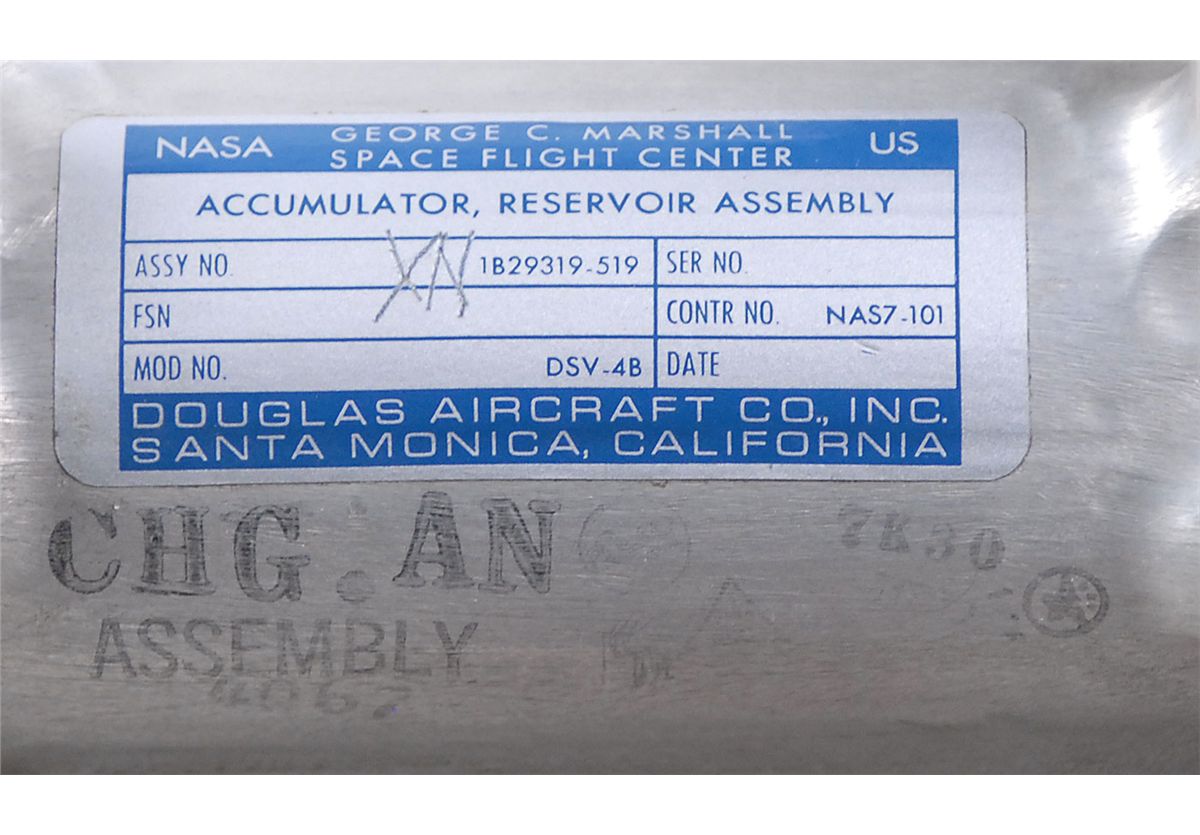 NASA GEORGE C. MARSHALL SPACE FLIGHT CENTER US
ACCUMULATOR, RESERVOIR ASSEMBLY
ASSY NO. XN 1B29319-519 SER NO.
FSN CONTR NO. NAS7-101
MOD NO. DSV-4B DATE
DOUGLAS AIRCRAFT CO., INC.
SANTA MONICA, CALIFORNIA
CHG. AN
7K30
ASSEMBLY